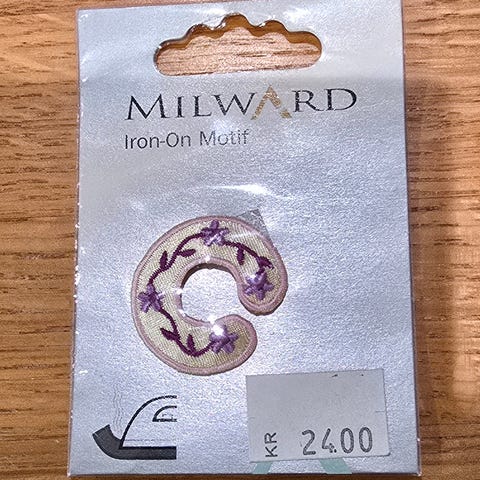 MILWARD
Iron-On Motif
C
KR 24.00